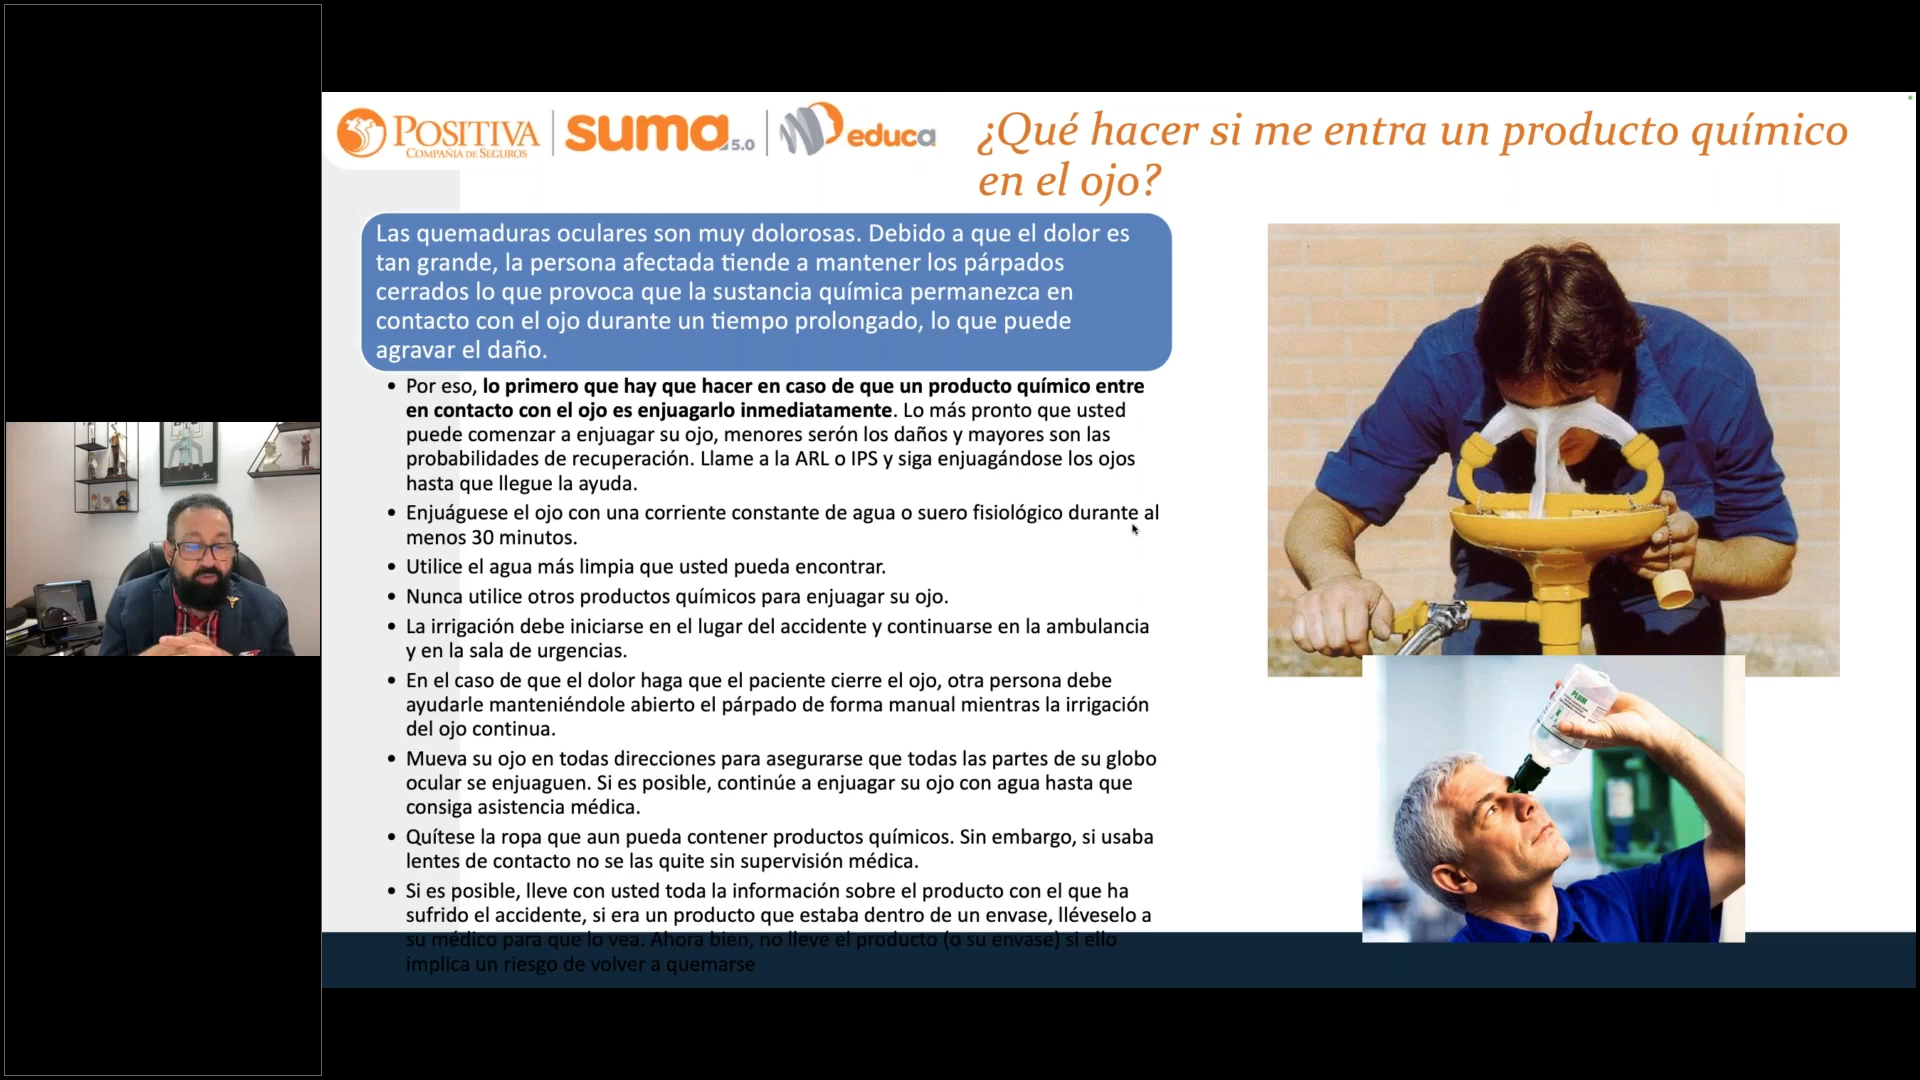 POSITIVA
COMPAÑIA DE SEGUROS
suma 5.0
educa
¿Qué hacer si me entra un producto químico
en el ojo?
Las quemaduras oculares son muy dolorosas. Debido a que el dolor es
tan grande, la persona afectada tiende a mantener los párpados
cerrados lo que provoca que la sustancia química permanezca en
contacto con el ojo durante un tiempo prolongado, lo que puede
agravar el daño.
• Por eso, lo primero que hay que hacer en caso de que un producto químico entre
en contacto con el ojo es enjuagarlo inmediatamente. Lo más pronto que usted
puede comenzar a enjuagar su ojo, menores serón los daños y mayores son las
probabilidades de recuperación. Llame a la ARL o IPS y siga enjuagándose los ojos
hasta que llegue la ayuda.
• Enjuáguese el ojo con una corriente constante de agua o suero fisiológico durante al
menos 30 minutos.
• Utilice el agua más limpia que usted pueda encontrar.
• Nunca utilice otros productos químicos para enjuagar su ojo.
• La irrigación debe iniciarse en el lugar del accidente y continuarse en la ambulancia
y en la sala de urgencias.
• En el caso de que el dolor haga que el paciente cierre el ojo, otra persona debe
ayudarle manteniéndole abierto el párpado de forma manual mientras la irrigación
del ojo continua.
• Mueva su ojo en todas direcciones para asegurarse que todas las partes de su globo
ocular se enjuaguen. Si es posible, continúe a enjuagar su ojo con agua hasta que
consiga asistencia médica.
• Quítese la ropa que aun pueda contener productos químicos. Sin embargo, si usaba
lentes de contacto no se las quite sin supervisión médica.
• Si es posible, lleve con usted toda la información sobre el producto con el que ha
sufrido el accidente, si era un producto que estaba dentro de un envase, lléveselo a
su médico para que lo vea. Ahora bien, no lleve el producto (o su envase) si ello
implica un riesgo de volver a quemarse
PLUM